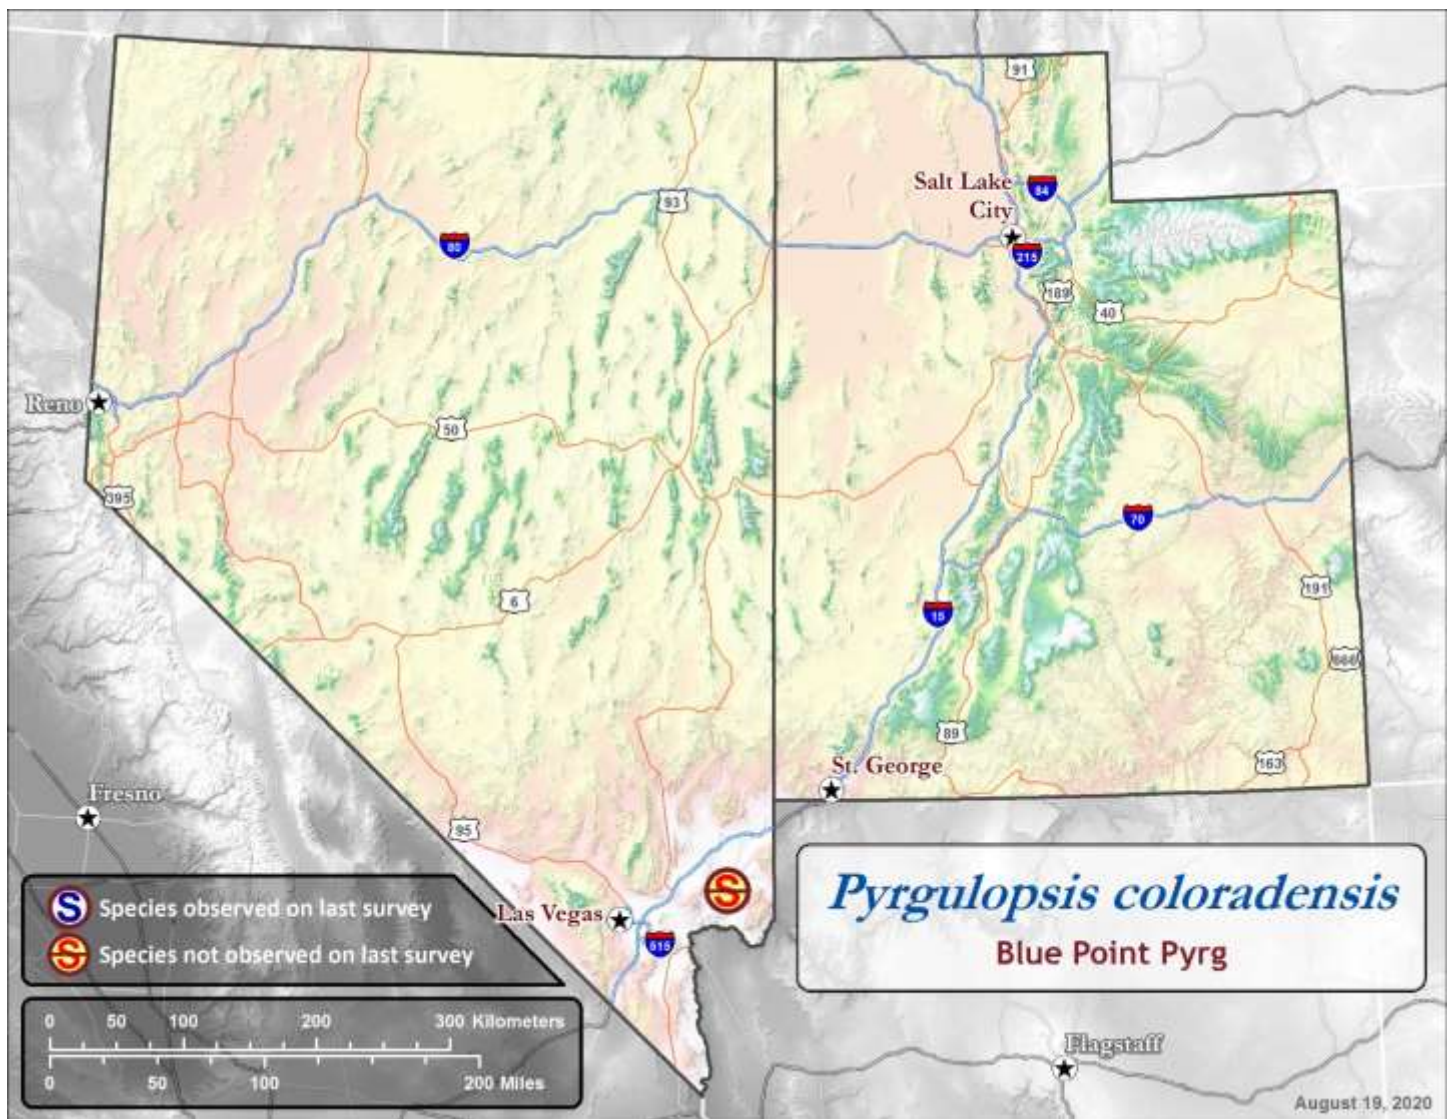 91
Salt Lake
City
84
93
80
215
189
40
Reno
50
395
70
6
191
15
666
89
163
St. George
Fresno
95
Pyrgulopsis coloradensis
Blue Point Pyrg
S Species observed on last survey
S Species not observed on last survey
S
Las Vegas
515
0 50 100 200 300 Kilometers
0 50 100 200 Miles
Flagstaff
August 19, 2020